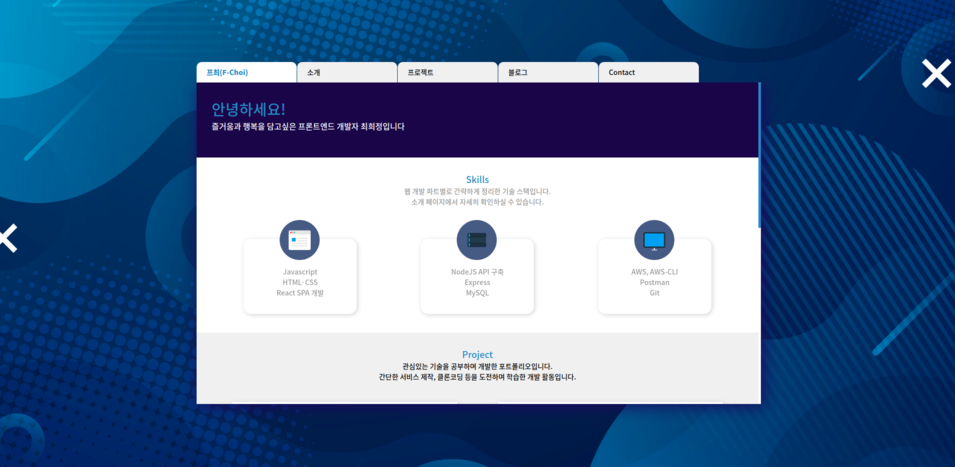 프최(F-Choi)
소개
프로젝트
블로그
Contact
안녕하세요!
즐거움과 행복을 담고싶은 프론트엔드 개발자 최희정입니다
Skills
웹 개발 파트별로 간략하게 정리한 기술 스택입니다.
소개 페이지에서 자세히 확인하실 수 있습니다.
Javascript
HTML·CSS
React SPA 개발
NodeJS API 구축
Express
MySQL
AWS, AWS-CLI
Postman
Git
Project
관심있는 기술을 공부하며 개발한 포트폴리오입니다.
간단한 서비스 제작, 클론코딩 등을 도전하며 학습한 개발 활동입니다.